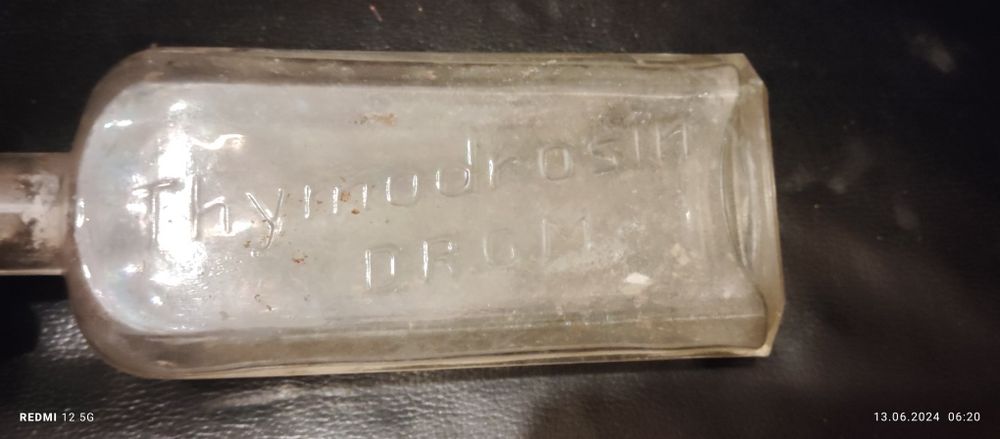 Thymodrosin
DRGM
REDMI 12 5G
13.06.2024 06:20